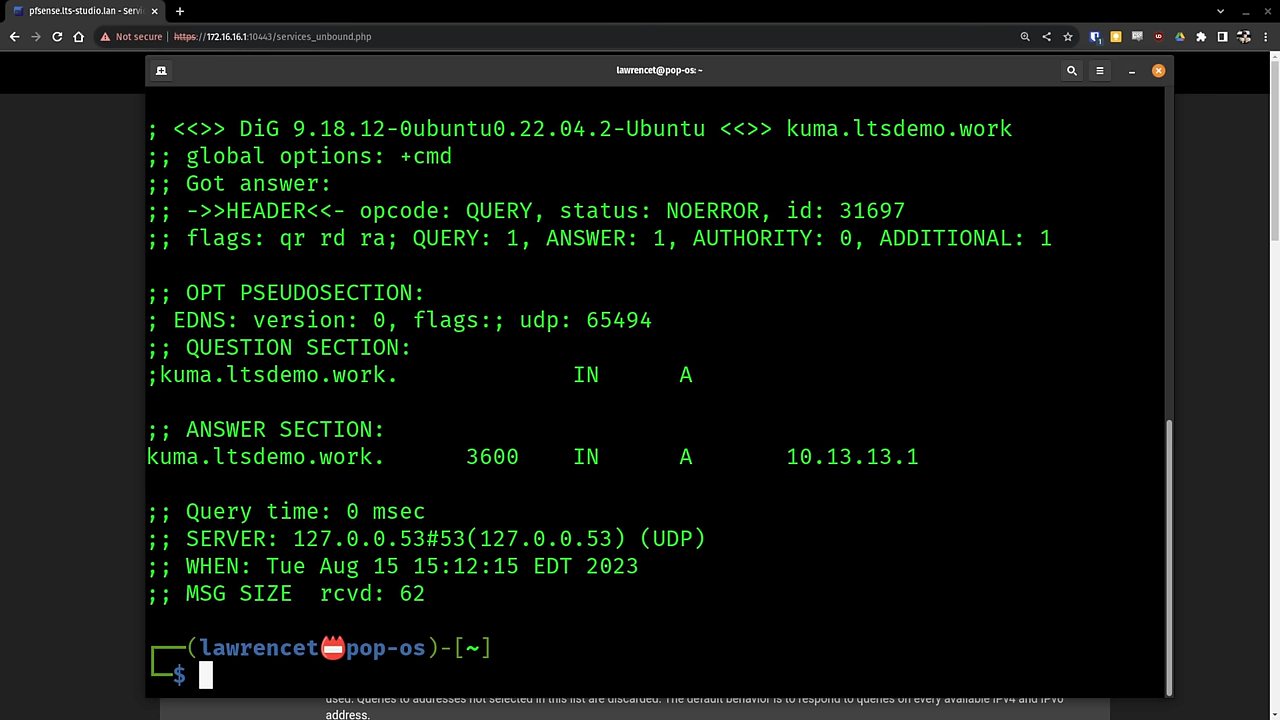 pfsense.lts-studio.lan - Servi
Not secure | https://172.16.16.1:10443/services_unbound.php
lawrencet@pop-os: ~
; <<>> DiG 9.18.12-0ubuntu0.22.04.2-Ubuntu <<>> kuma.ltsdemo.work
;; global options: +cmd
;; Got answer:
;; ->>HEADER<<- opcode: QUERY, status: NOERROR, id: 31697
;; flags: qr rd ra; QUERY: 1, ANSWER: 1, AUTHORITY: 0, ADDITIONAL: 1
;; OPT PSEUDOSECTION:
; EDNS: version: 0, flags:; udp: 65494
;; QUESTION SECTION:
;kuma.ltsdemo.work. IN A
;; ANSWER SECTION:
kuma.ltsdemo.work. 3600 IN A 10.13.13.1
;; Query time: 0 msec
;; SERVER: 127.0.0.53#53(127.0.0.53) (UDP)
;; WHEN: Tue Aug 15 15:12:15 EDT 2023
;; MSG SIZE rcvd: 62
┌──(lawrencet📛pop-os)-[~]
└─$
used. Queries to addresses not selected in this list are discarded. The default behavior is to respond to queries on every available IPv4 and IPv6
address.